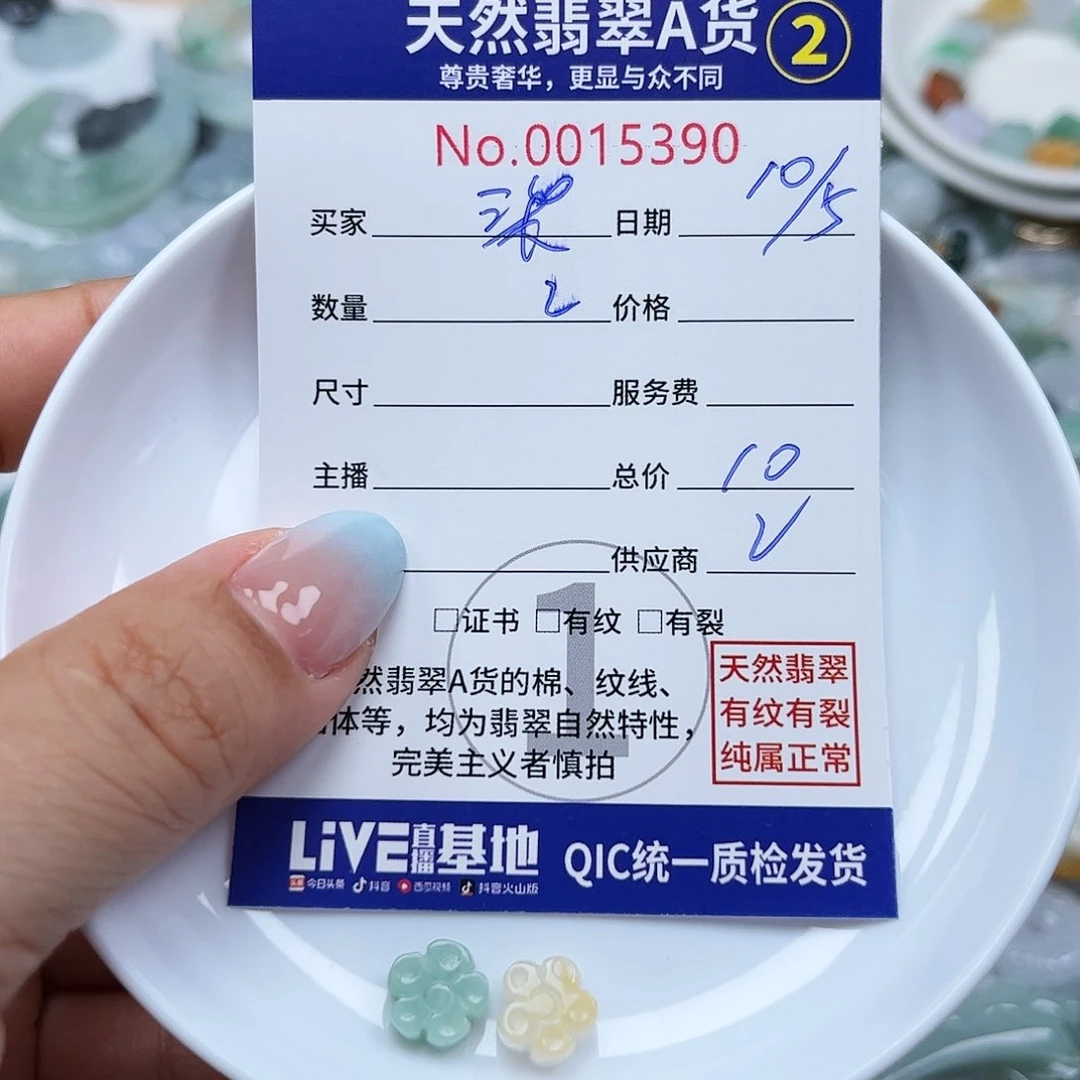 天然翡翠A货 2
尊贵奢华，更显与众不同
No.0015390
买家 日期 10/5
数量 2 价格
尺寸 服务费
主播 总价 10
供应商
□证书 □有纹 □有裂
然翡翠A货的棉、纹线、
体等，均为翡翠自然特性，
完美主义者慎拍
1
天然翡翠
有纹有裂
纯属正常
LiVE直播基地 QIC统一质检发货
头条 今日头条 抖音 西瓜视频 抖音火山版